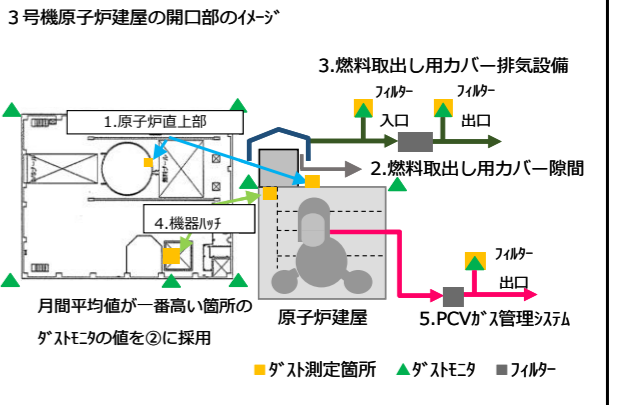 ３号機原子炉建屋の開口部のｲﾒｰｼﾞ
3.燃料取出し用カバー排気設備
ﾌｨﾙﾀｰ
ﾌｨﾙﾀｰ
入口
出口
1.原子炉直上部
2.燃料取出し用カバー隙間
4.機器ﾊｯﾁ
ﾌｨﾙﾀｰ
出口
月間平均値が一番高い箇所の
ﾀﾞｽﾄﾓﾆﾀの値を②に採用
原子炉建屋
5.PCVｶﾞｽ管理ｼｽﾃﾑ
ﾀﾞｽﾄ測定箇所
ﾀﾞｽﾄﾓﾆﾀ
ﾌｨﾙﾀｰ